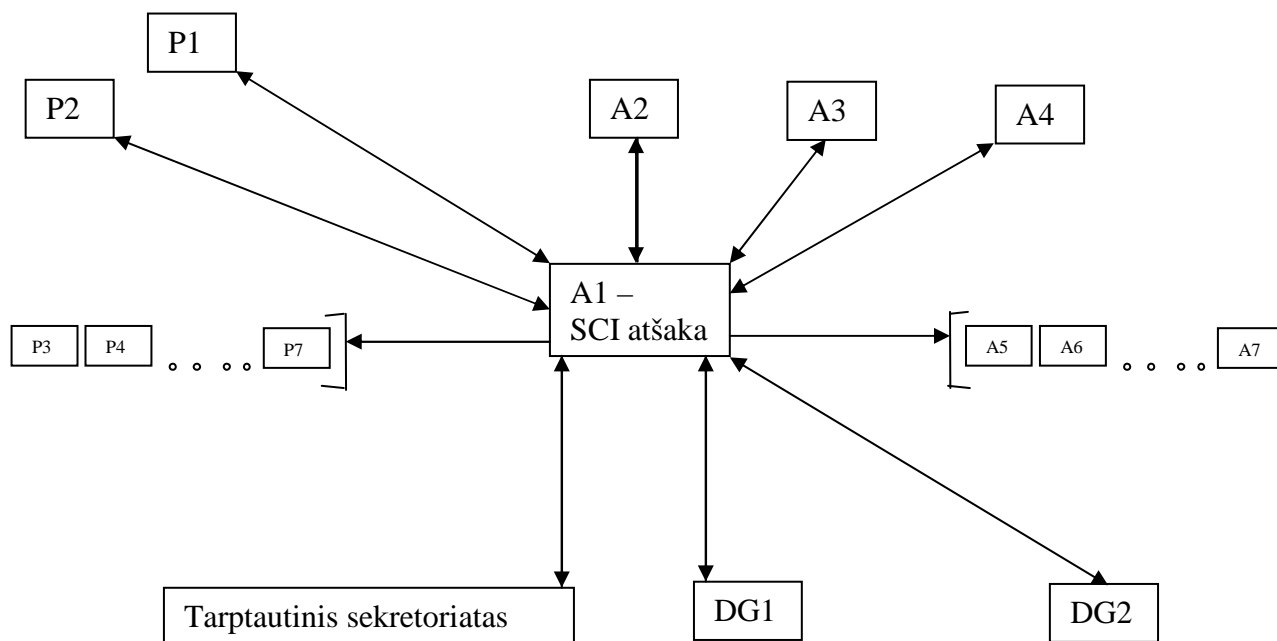 P1
P2
A2
A3
A4
A1 –
SCI atšaka
P3
P4
P7
A5
A6
A7
Tarptautinis sekretoriatas
DG1
DG2